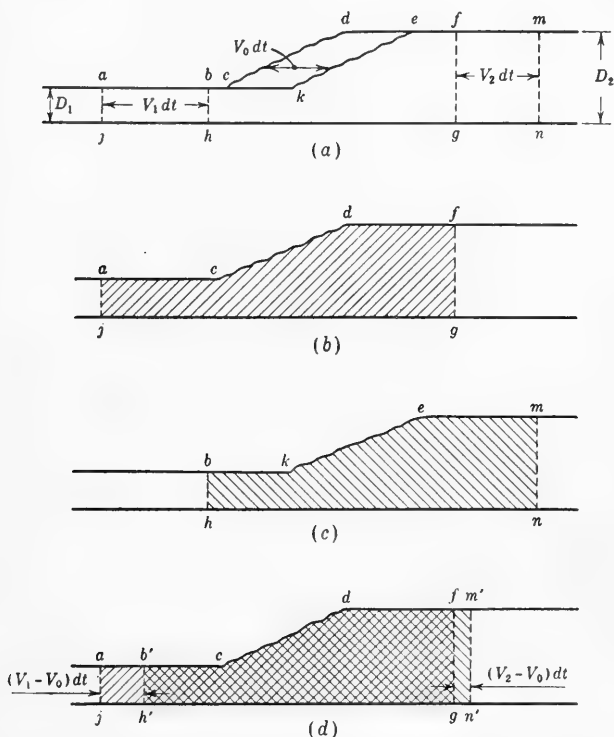 d e f m
V₀ dt
a b c k
D₁ V₁ dt V₂ dt D₂
j h g n
(a)
d f
a c
j g
(b)
e m
b k
h n
(c)
d f m′
a b′ c
(V₁ − V₀) dt (V₂ − V₀) dt
j h′ g n′
(d)